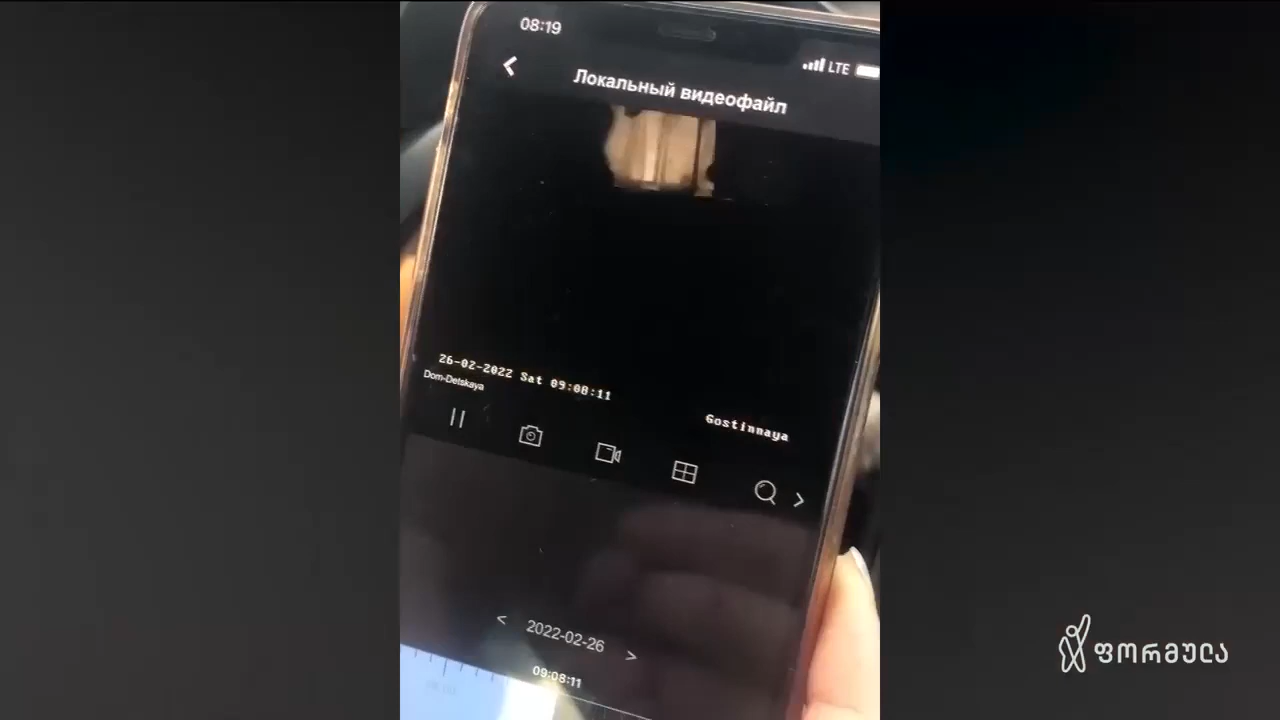 08:19
LTE
Локальный видеофайл
26-02-2022 Sat 09:08:11
Dom-Detskaya
Gostinnaya
2022-02-26
09:08:11
ფორმულა